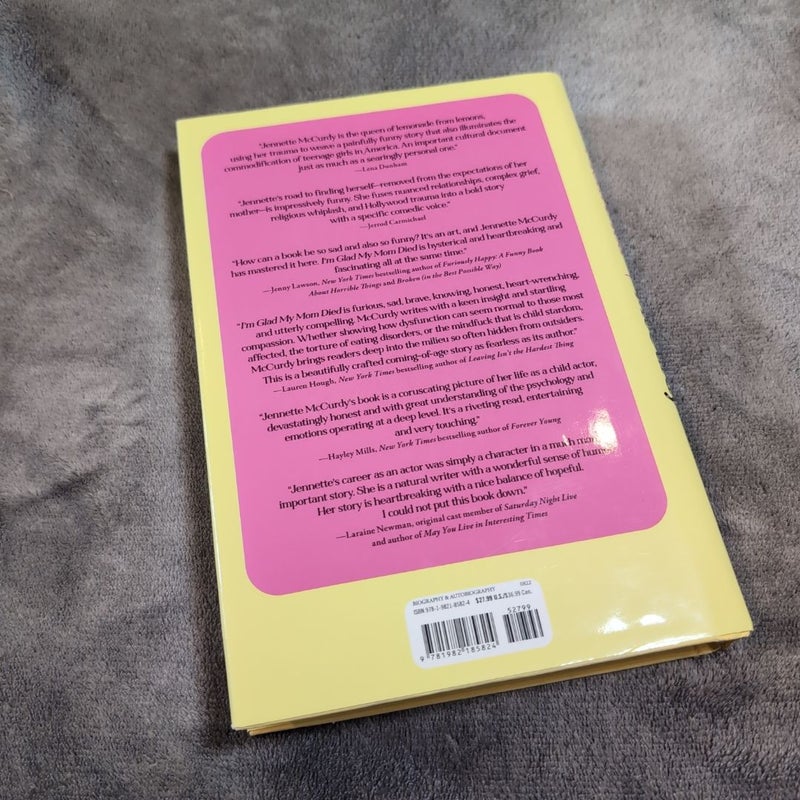 "Jennette McCurdy is the queen of lemonade from lemons,
using her trauma to weave a painfully funny story that also illuminates the
commodification of teenage girls in America. An important cultural document
just as much as a searingly personal one."
—Lena Dunham
"Jennette's road to finding herself—removed from the expectations of her
mother—is impressively funny. She fuses nuanced relationships, complex grief,
religious whiplash, and Hollywood trauma into a bold story
with a specific comedic voice."
—Jerrod Carmichael
"How can a book be so sad and also so funny? It's an art, and Jennette McCurdy
has mastered it here. I'm Glad My Mom Died is hysterical and heartbreaking and
fascinating all at the same time."
—Jenny Lawson, New York Times bestselling author of Furiously Happy: A Funny Book
About Horrible Things and Broken (in the Best Possible Way)
"I'm Glad My Mom Died is furious, sad, brave, knowing, honest, heart-wrenching,
and utterly compelling. McCurdy writes with a keen insight and startling
compassion. Whether showing how dysfunction can seem normal to those most
affected, the torture of eating disorders, or the mindfuck that is child stardom,
McCurdy brings readers deep into the milieu so often hidden from outsiders.
This is a beautifully crafted coming-of-age story as fearless as its author."
—Lauren Hough, New York Times bestselling author of Leaving Isn't the Hardest Thing
"Jennette McCurdy's book is a coruscating picture of her life as a child actor,
devastatingly honest and with great understanding of the psychology and
emotions operating at a deep level. It's a riveting read, entertaining
and very touching."
—Hayley Mills, New York Times bestselling author of Forever Young
"Jennette's career as an actor was simply a character in a much
important story. She is a natural writer with a wonderful sense of
Her story is heartbreaking with a nice balance of hopeful.
I could not put this book down."
—Laraine Newman, original cast member of Saturday Night Live
and author of May You Live in Interesting Times
BIOGRAPHY & AUTOBIOGRAPHY 0822
ISBN 978-1-9821-8582-4 $27.99 U.S./$36.99 Can.
52799
9 781982 185824